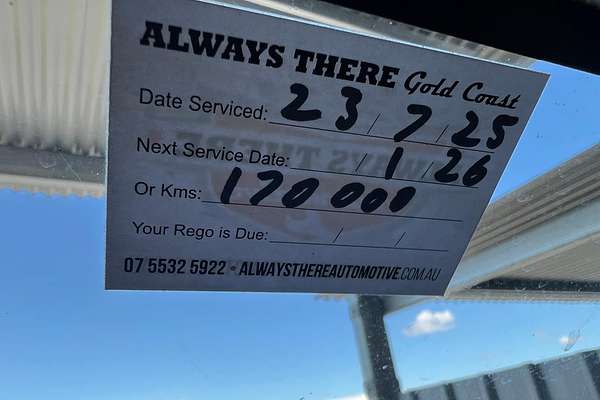 ALWAYS THERE Gold Coast
Date Serviced: 23 / 7 / 25
Next Service Date: / 1 / 26
Or Kms: 170 000
Your Rego is Due: / /
07 5532 5922 • ALWAYSTHEREAUTOMOTIVE.COM.AU